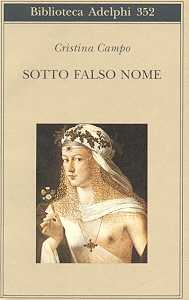 Biblioteca Adelphi 352
Cristina Campo
SOTTO FALSO NOME